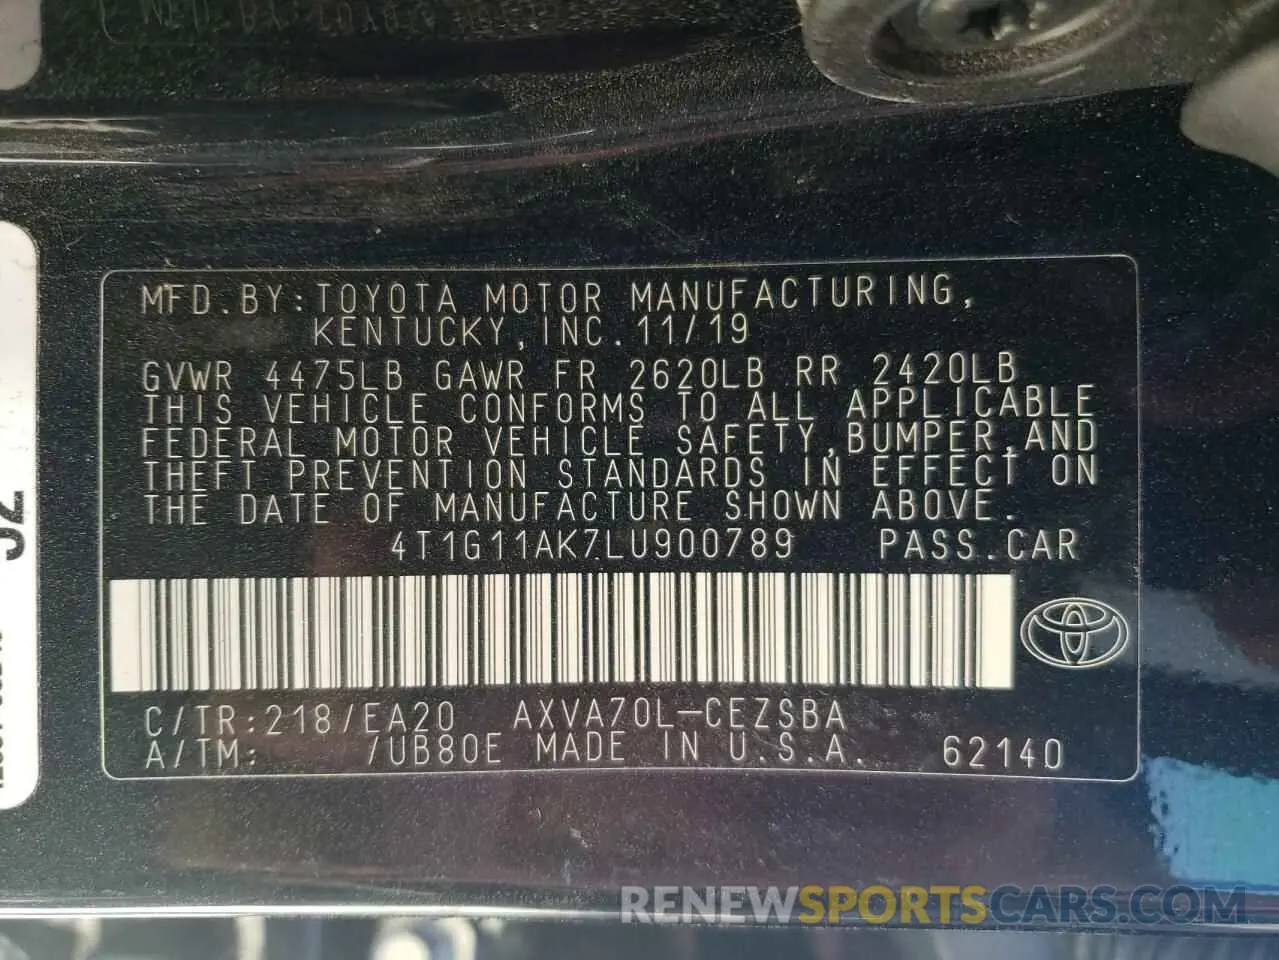 MFD.BY:TOYOTA MOTOR MANUFACTURING,
KENTUCKY,INC.11/19
GVWR 4475LB GAWR FR 2620LB RR 2420LB
THIS VEHICLE CONFORMS TO ALL APPLICABLE
FEDERAL MOTOR VEHICLE SAFETY,BUMPER,AND
THEFT PREVENTION STANDARDS IN EFFECT ON
THE DATE OF MANUFACTURE SHOWN ABOVE.
4T1G11AK7LU900789 PASS.CAR
C/TR:218/EA20 AXVA70L-CEZSBA
A/TM: /UB80E MADE IN U.S.A. 62140
RENEWSPORTSCARS.COM